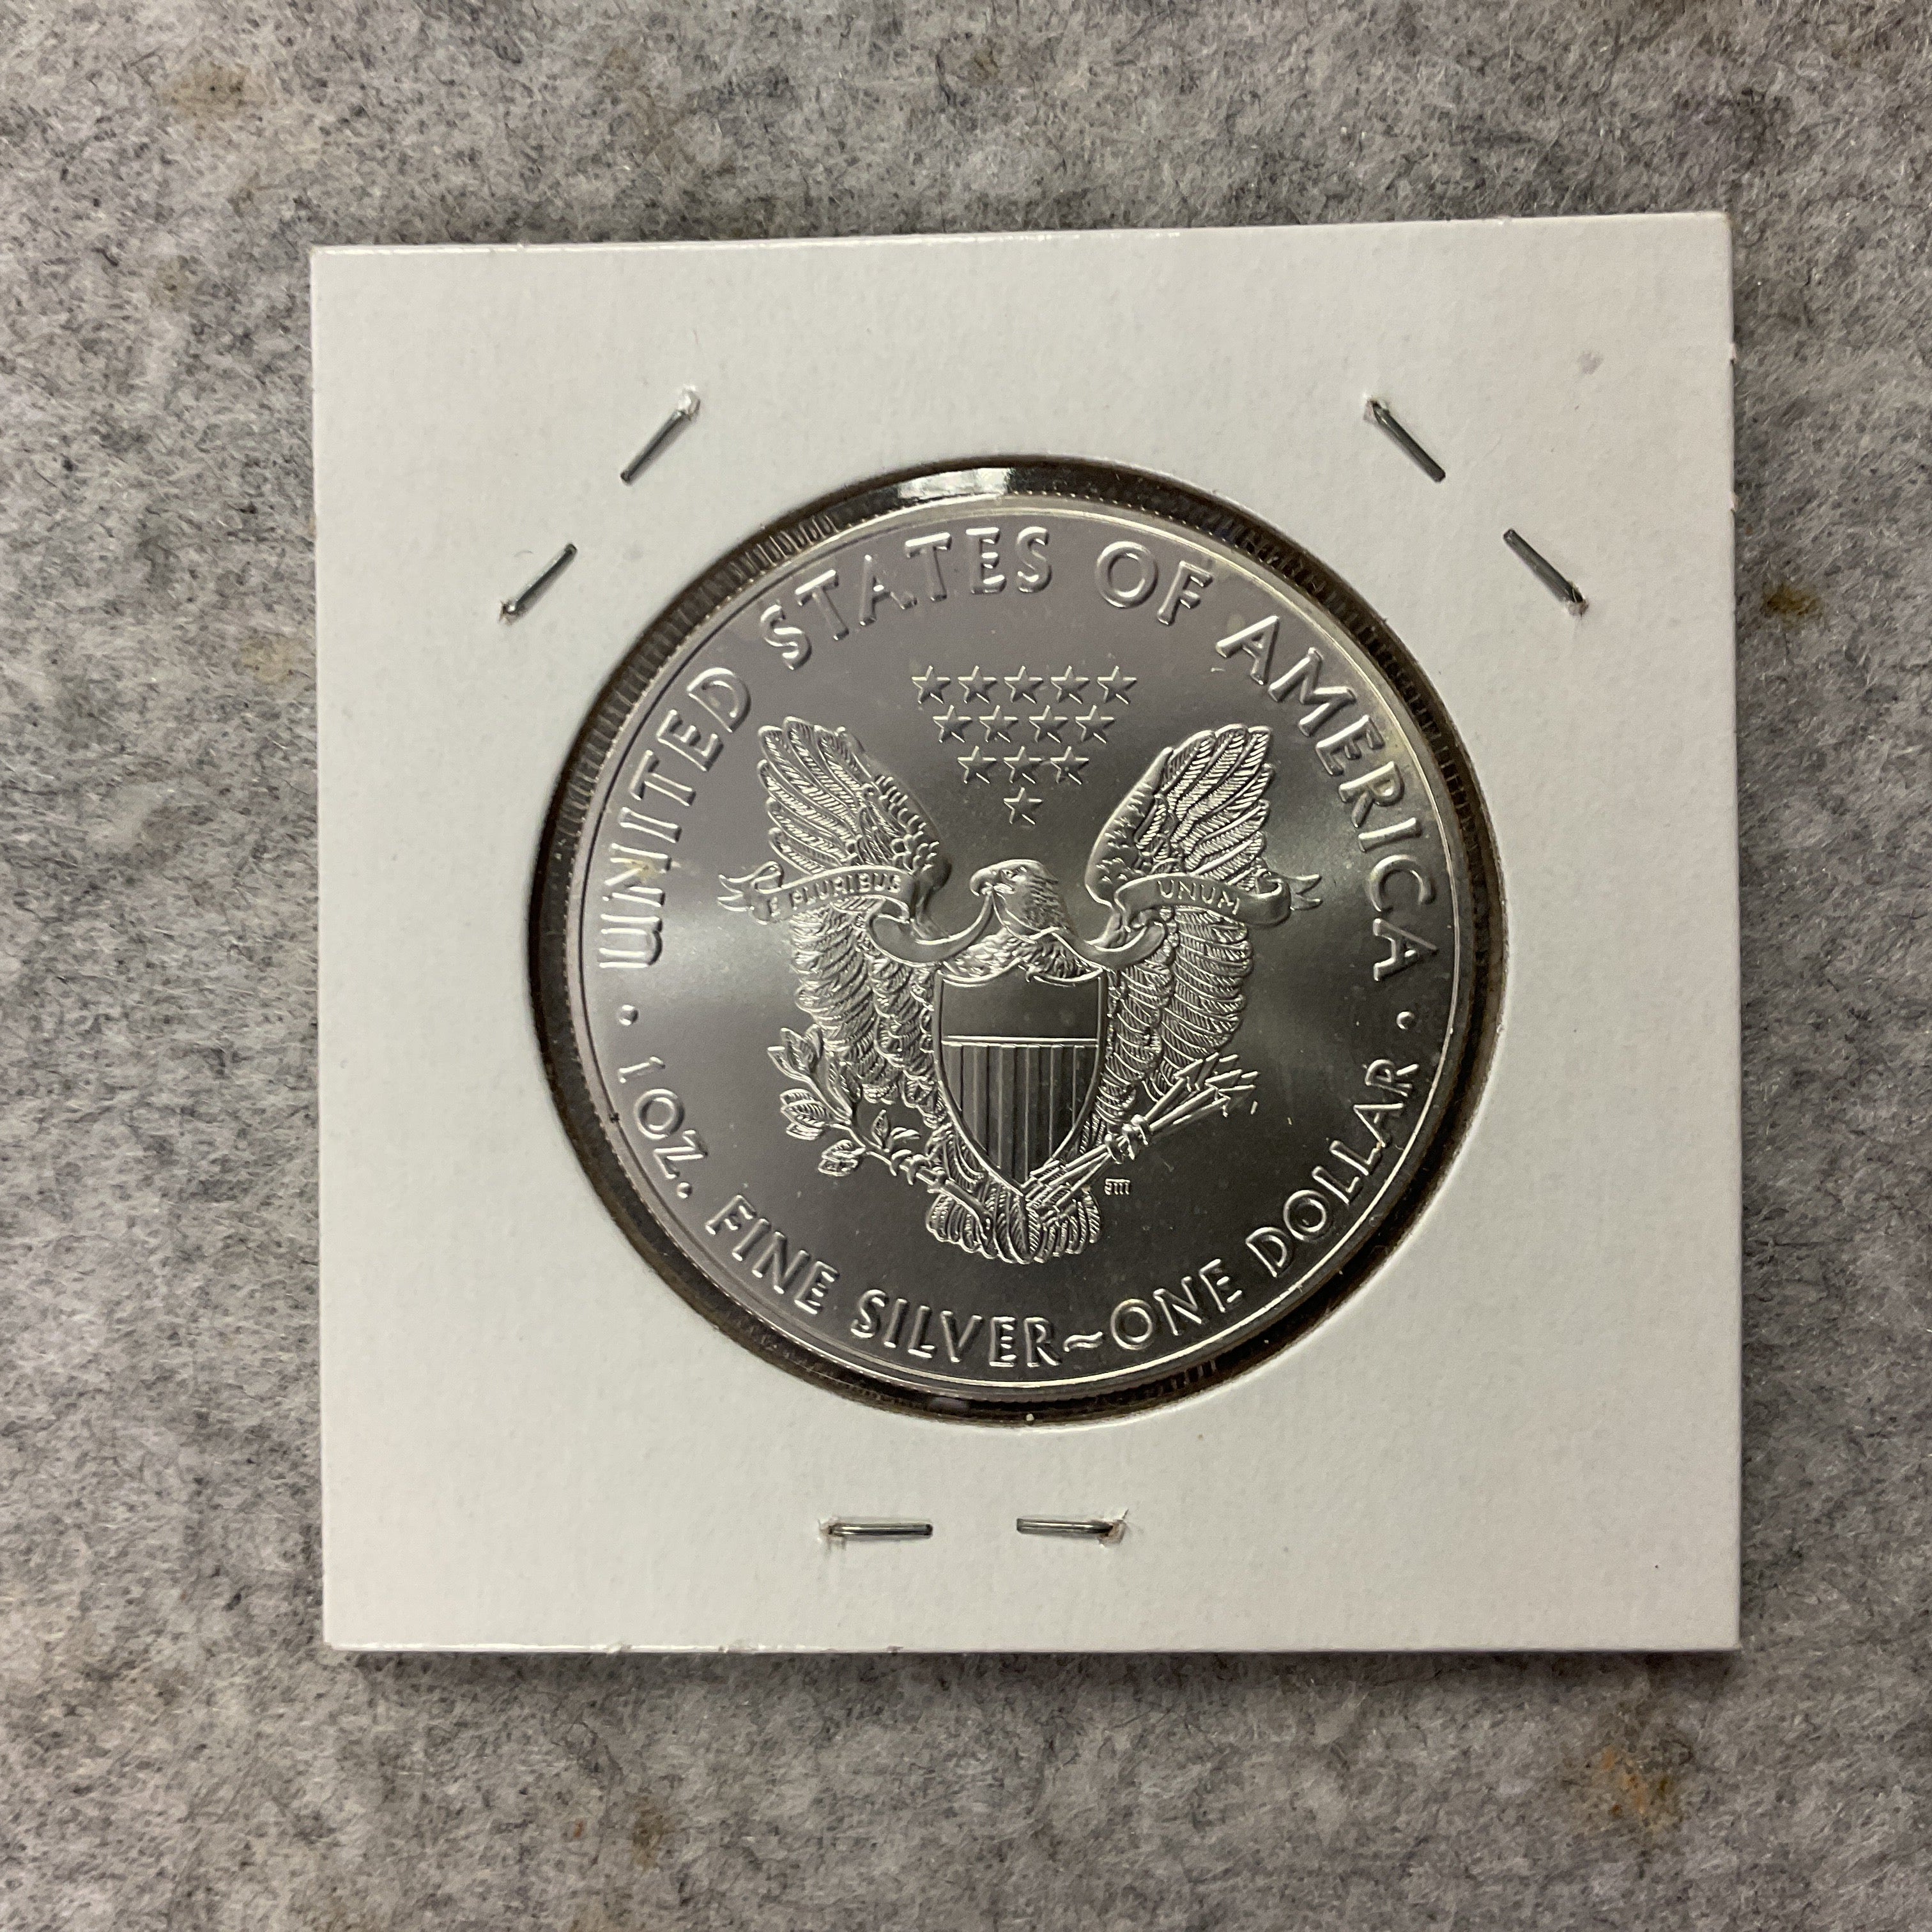 UNITED STATES OF AMERICA
E PLURIBUS UNUM
· 1 OZ. FINE SILVER~ONE DOLLAR ·